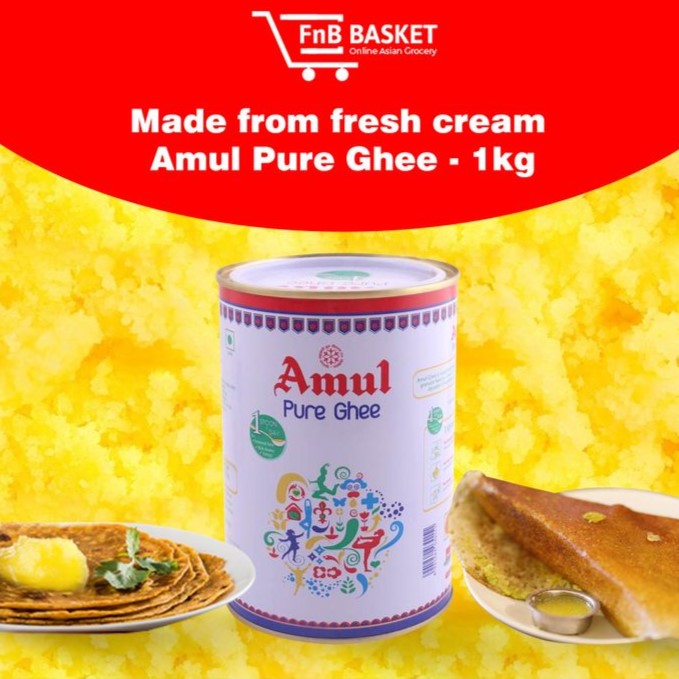 FnB BASKET
Online Asian Grocery
Made from fresh cream
Amul Pure Ghee - 1kg
Amul
Pure Ghee